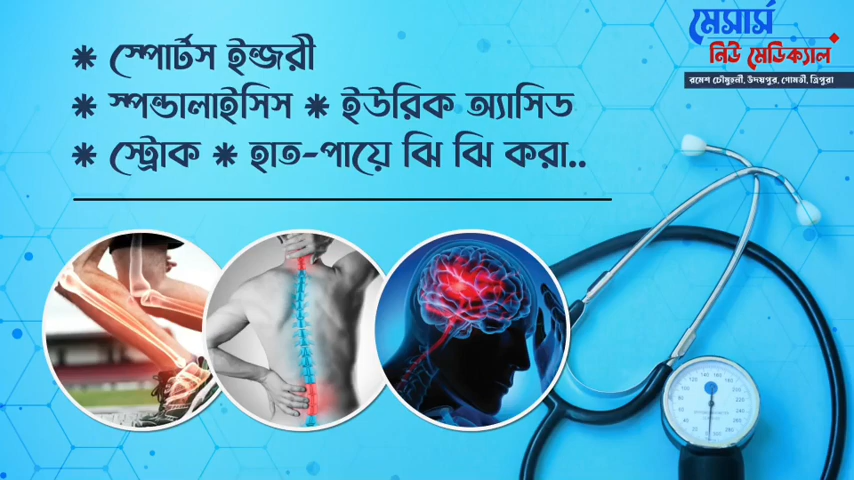 মেসার্স
নিউ মেডিক্যাল
রমেশ চৌমুহনী, উদয়পুর, গোমতী, ত্রিপুরা
* স্পোর্টস ইন্জরী
* স্পন্ডালাইসিস * ইউরিক অ্যাসিড
* স্ট্রোক * হাত-পায়ে ঝি ঝি করা..